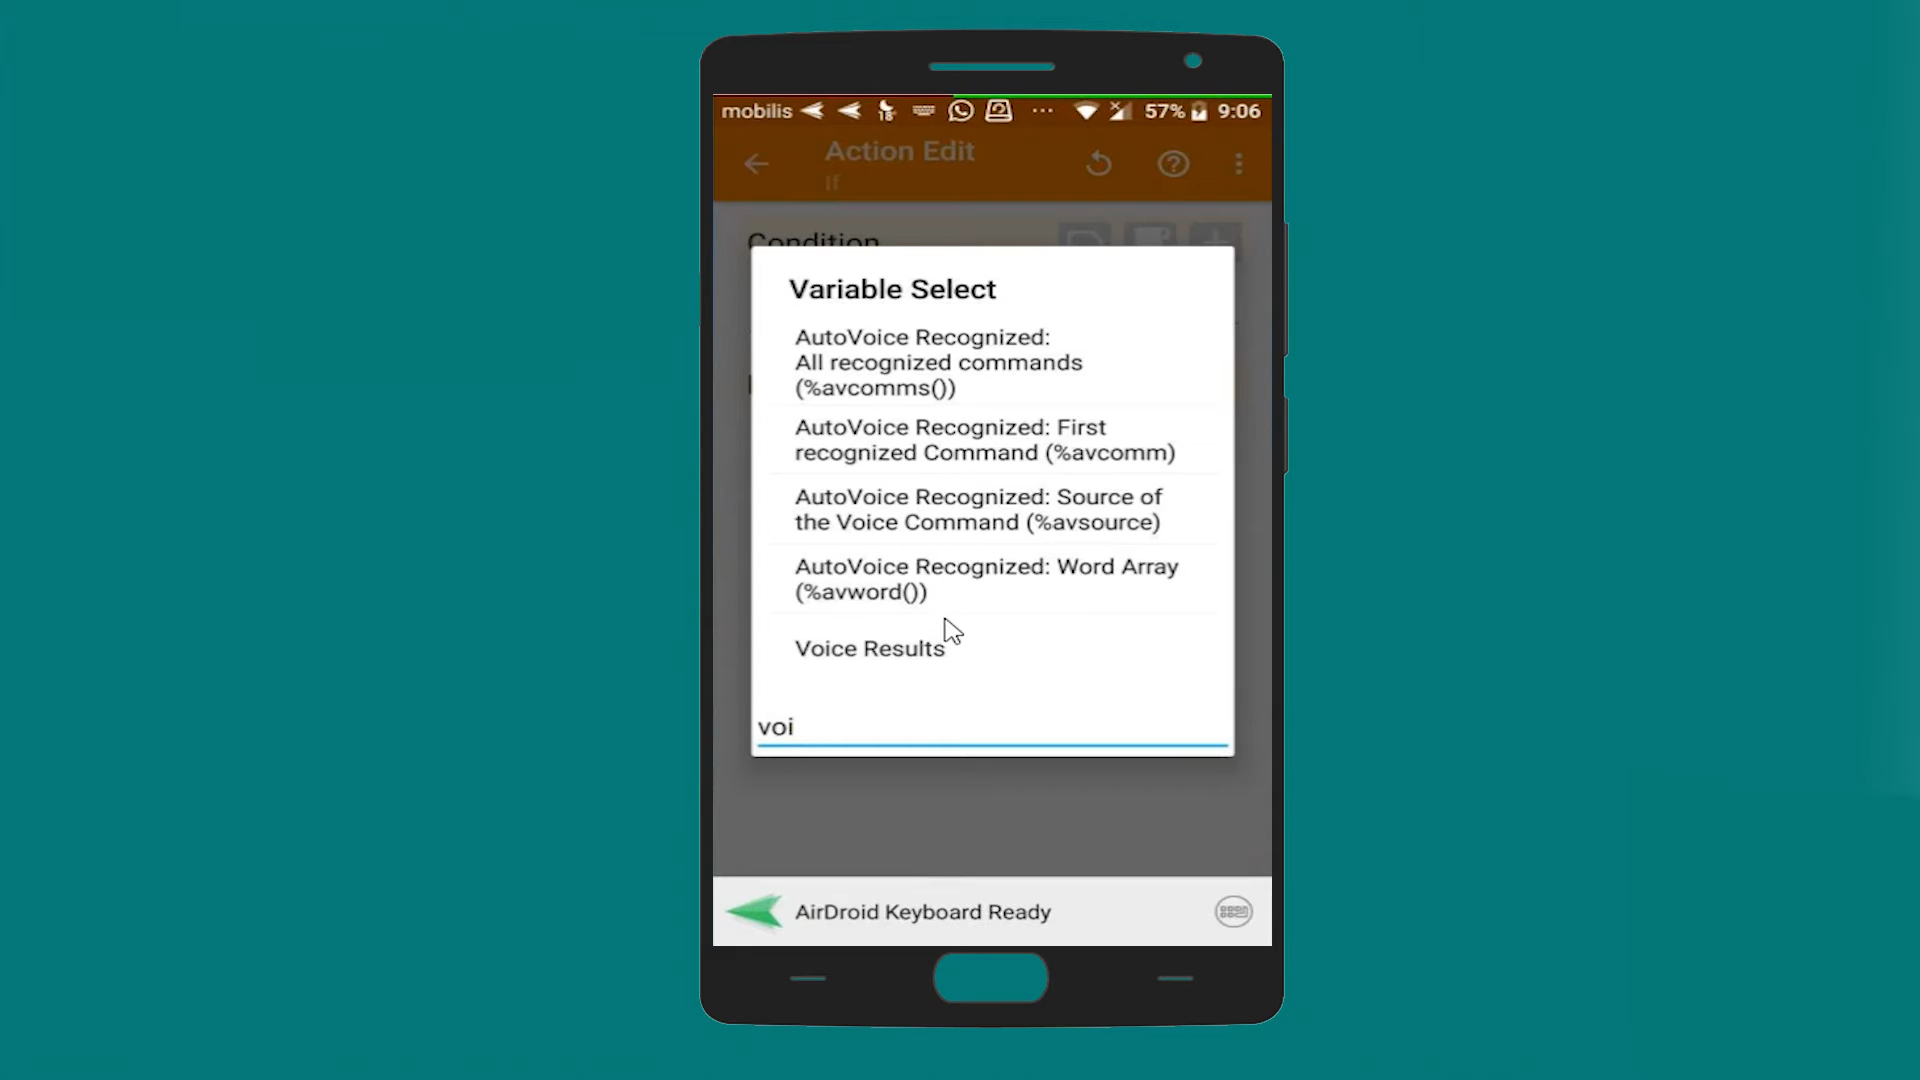 mobilis 18 57% 9:06
Action Edit
If
Condition
Variable Select
AutoVoice Recognized:
All recognized commands
(%avcomms())
AutoVoice Recognized: First
recognized Command (%avcomm)
AutoVoice Recognized: Source of
the Voice Command (%avsource)
AutoVoice Recognized: Word Array
(%avword())
Voice Results
voi
AirDroid Keyboard Ready